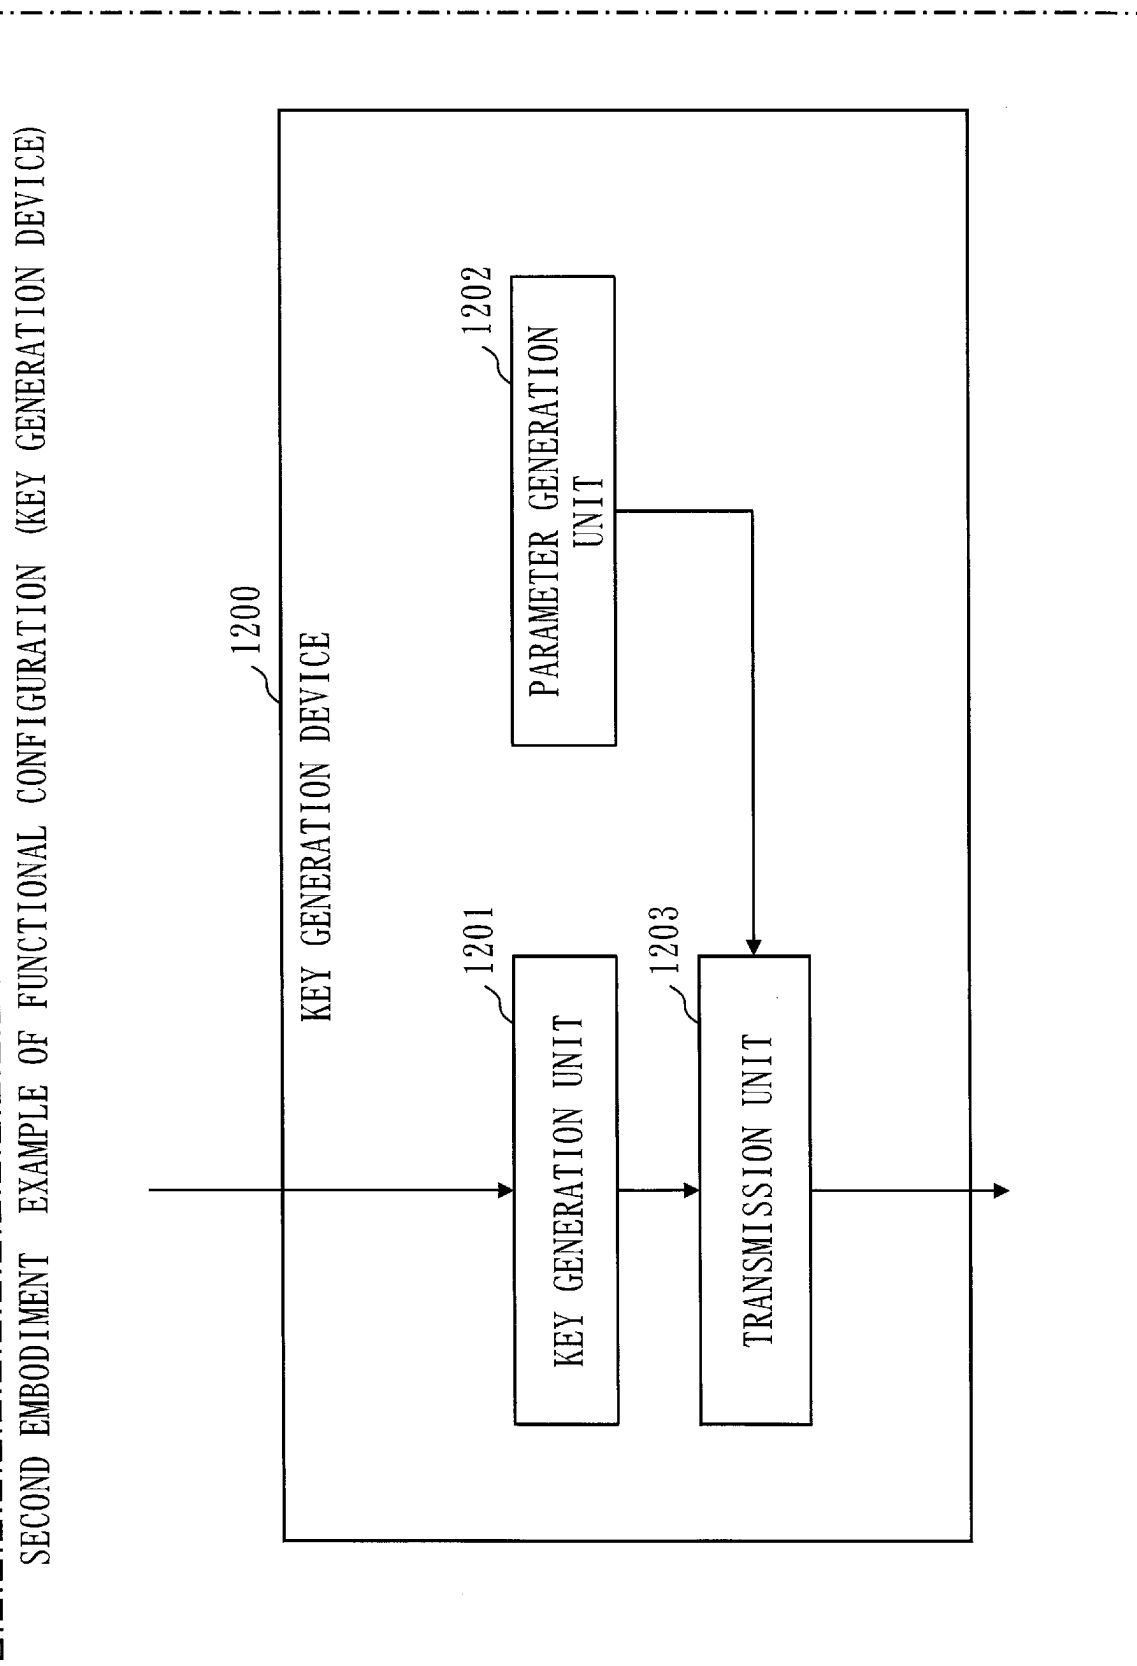 SECOND EMBODIMENT EXAMPLE OF FUNCTIONAL CONFIGURATION (KEY GENERATION DEVICE)
1200
KEY GENERATION DEVICE
1201
KEY GENERATION UNIT
1202
PARAMETER GENERATION
UNIT
1203
TRANSMISSION UNIT